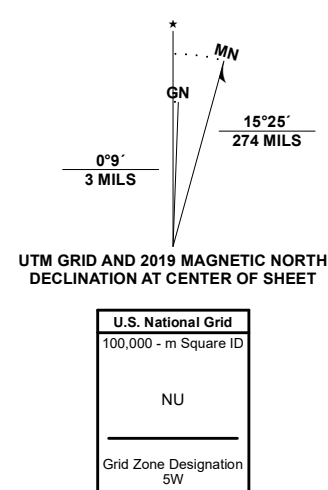 ★
MN
GN
15°25´
274 MILS
0°9´
3 MILS
UTM GRID AND 2019 MAGNETIC NORTH
DECLINATION AT CENTER OF SHEET
U.S. National Grid
100,000 - m Square ID
NU
Grid Zone Designation
5W